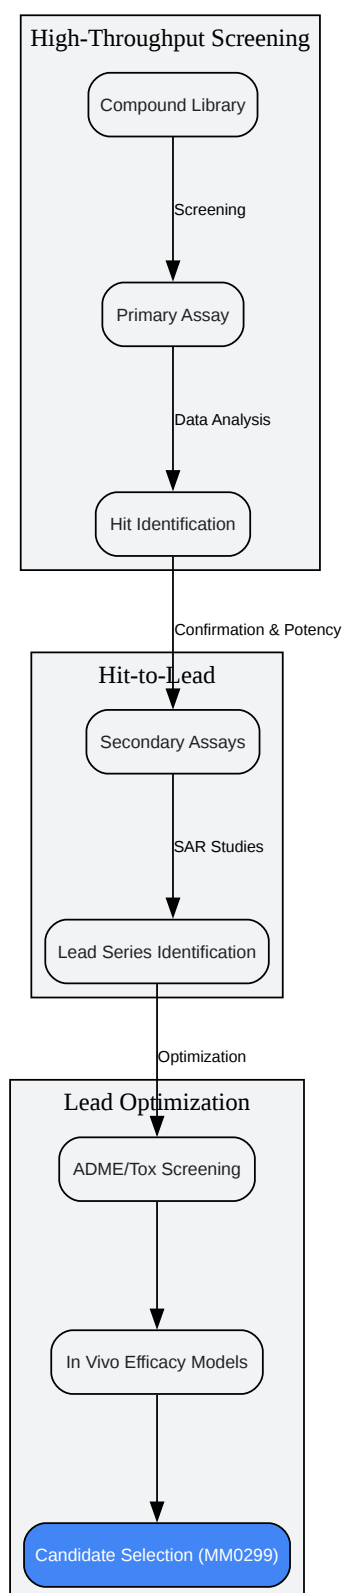 High-Throughput Screening
Compound Library
Screening
Primary Assay
Data Analysis
Hit Identification
Confirmation & Potency
Hit-to-Lead
Secondary Assays
SAR Studies
Lead Series Identification
Optimization
Lead Optimization
ADME/Tox Screening
In Vivo Efficacy Models
Candidate Selection (MM0299)